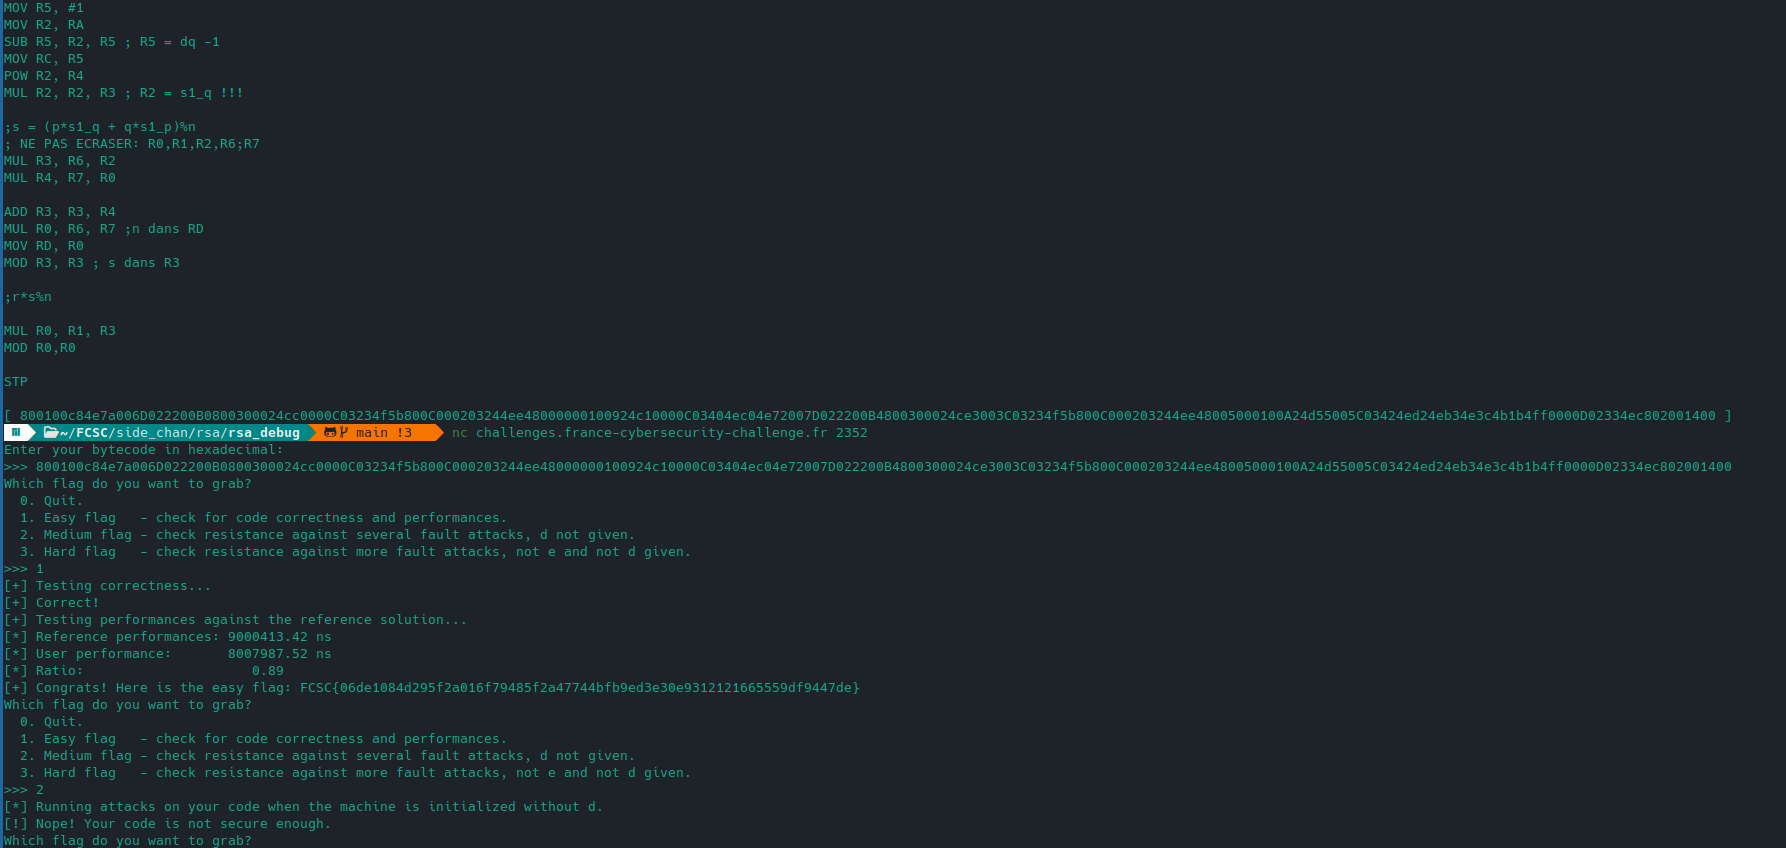 MOV R5, #1
MOV R2, RA
SUB R5, R2, R5 ; R5 = dq -1
MOV RC, R5
POW R2, R4
MUL R2, R2, R3 ; R2 = s1_q !!!
;s = (p*s1_q + q*s1_p)%n
; NE PAS ECRASER: R0,R1,R2,R6;R7
MUL R3, R6, R2
MUL R4, R7, R0
ADD R3, R3, R4
MUL R0, R6, R7 ;n dans RD
MOV RD, R0
MOD R3, R3 ; s dans R3
;r*s%n
MUL R0, R1, R3
MOD R0,R0
STP
[ 800100c84e7a006D022200B0800300024cc0000C03234f5b800C000203244ee48000000100924c10000C03404ec04e72007D022200B4800300024ce3003C03234f5b800C000203244ee48005000100A24d55005C03424ed24eb34e3c4b1b4ff0000D02334ec802001400 ]
~/FCSC/side_chan/rsa/rsa_debug main !3 nc challenges.france-cybersecurity-challenge.fr 2352
Enter your bytecode in hexadecimal:
>>> 800100c84e7a006D022200B0800300024cc0000C03234f5b800C000203244ee48000000100924c10000C03404ec04e72007D022200B4800300024ce3003C03234f5b800C000203244ee48005000100A24d55005C03424ed24eb34e3c4b1b4ff0000D02334ec802001400
Which flag do you want to grab?
  0. Quit.
  1. Easy flag   - check for code correctness and performances.
  2. Medium flag - check resistance against several fault attacks, d not given.
  3. Hard flag   - check resistance against more fault attacks, not e and not d given.
>>> 1
[+] Testing correctness...
[+] Correct!
[+] Testing performances against the reference solution...
[*] Reference performances: 9000413.42 ns
[*] User performance:       8007987.52 ns
[*] Ratio:                     0.89
[+] Congrats! Here is the easy flag: FCSC{06de1084d295f2a016f79485f2a47744bfb9ed3e30e9312121665559df9447de}
Which flag do you want to grab?
  0. Quit.
  1. Easy flag   - check for code correctness and performances.
  2. Medium flag - check resistance against several fault attacks, d not given.
  3. Hard flag   - check resistance against more fault attacks, not e and not d given.
>>> 2
[*] Running attacks on your code when the machine is initialized without d.
[!] Nope! Your code is not secure enough.
Which flag do you want to grab?